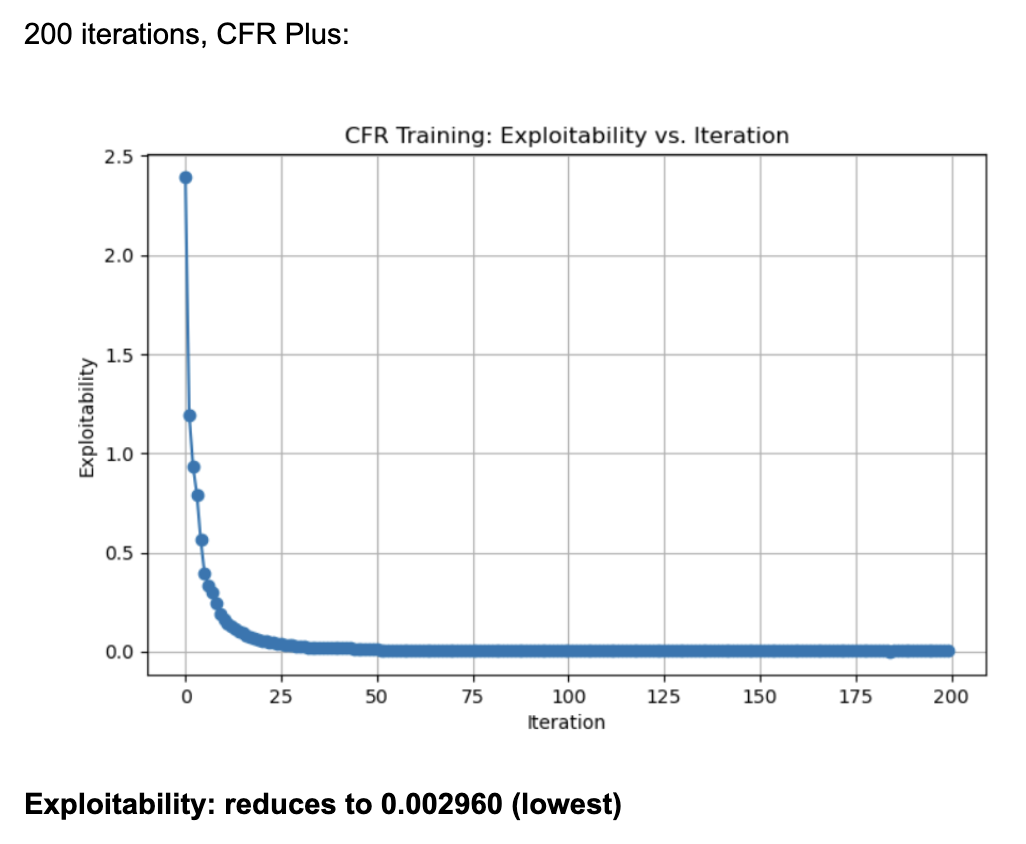 200 iterations, CFR Plus:
CFR Training: Exploitability vs. Iteration
2.5
2.0
1.5
1.0
0.5
0.0
Exploitability
0 25 50 75 100 125 150 175 200
Iteration
Exploitability: reduces to 0.002960 (lowest)